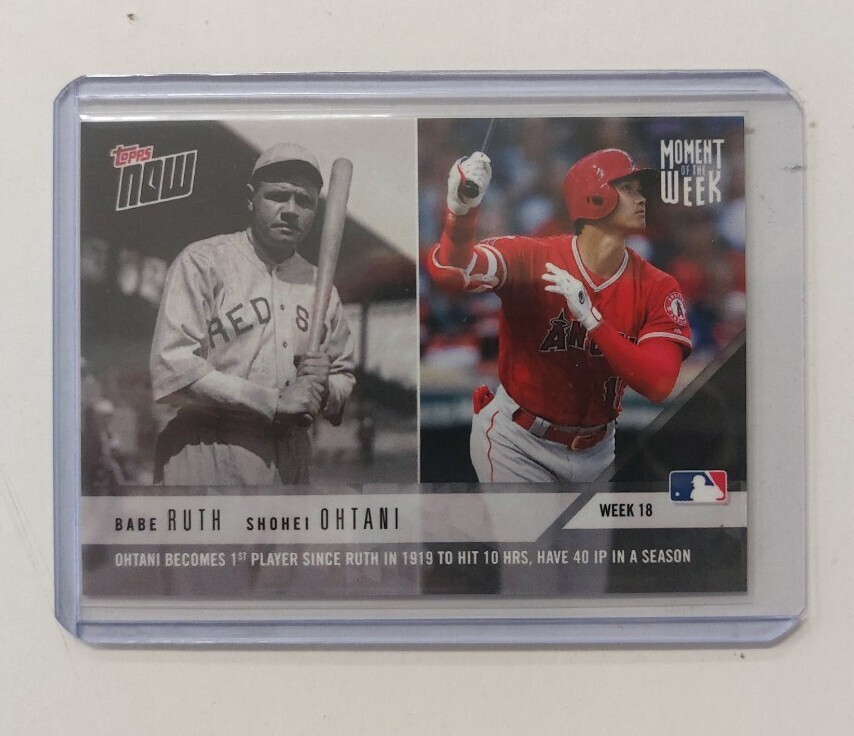 TOPPS
NOW
MOMENT
OF THE
WEEK
RED S
ANG
BABE RUTH SHOHEI OHTANI
WEEK 18
OHTANI BECOMES 1ST PLAYER SINCE RUTH IN 1919 TO HIT 10 HRS, HAVE 40 IP IN A SEASON